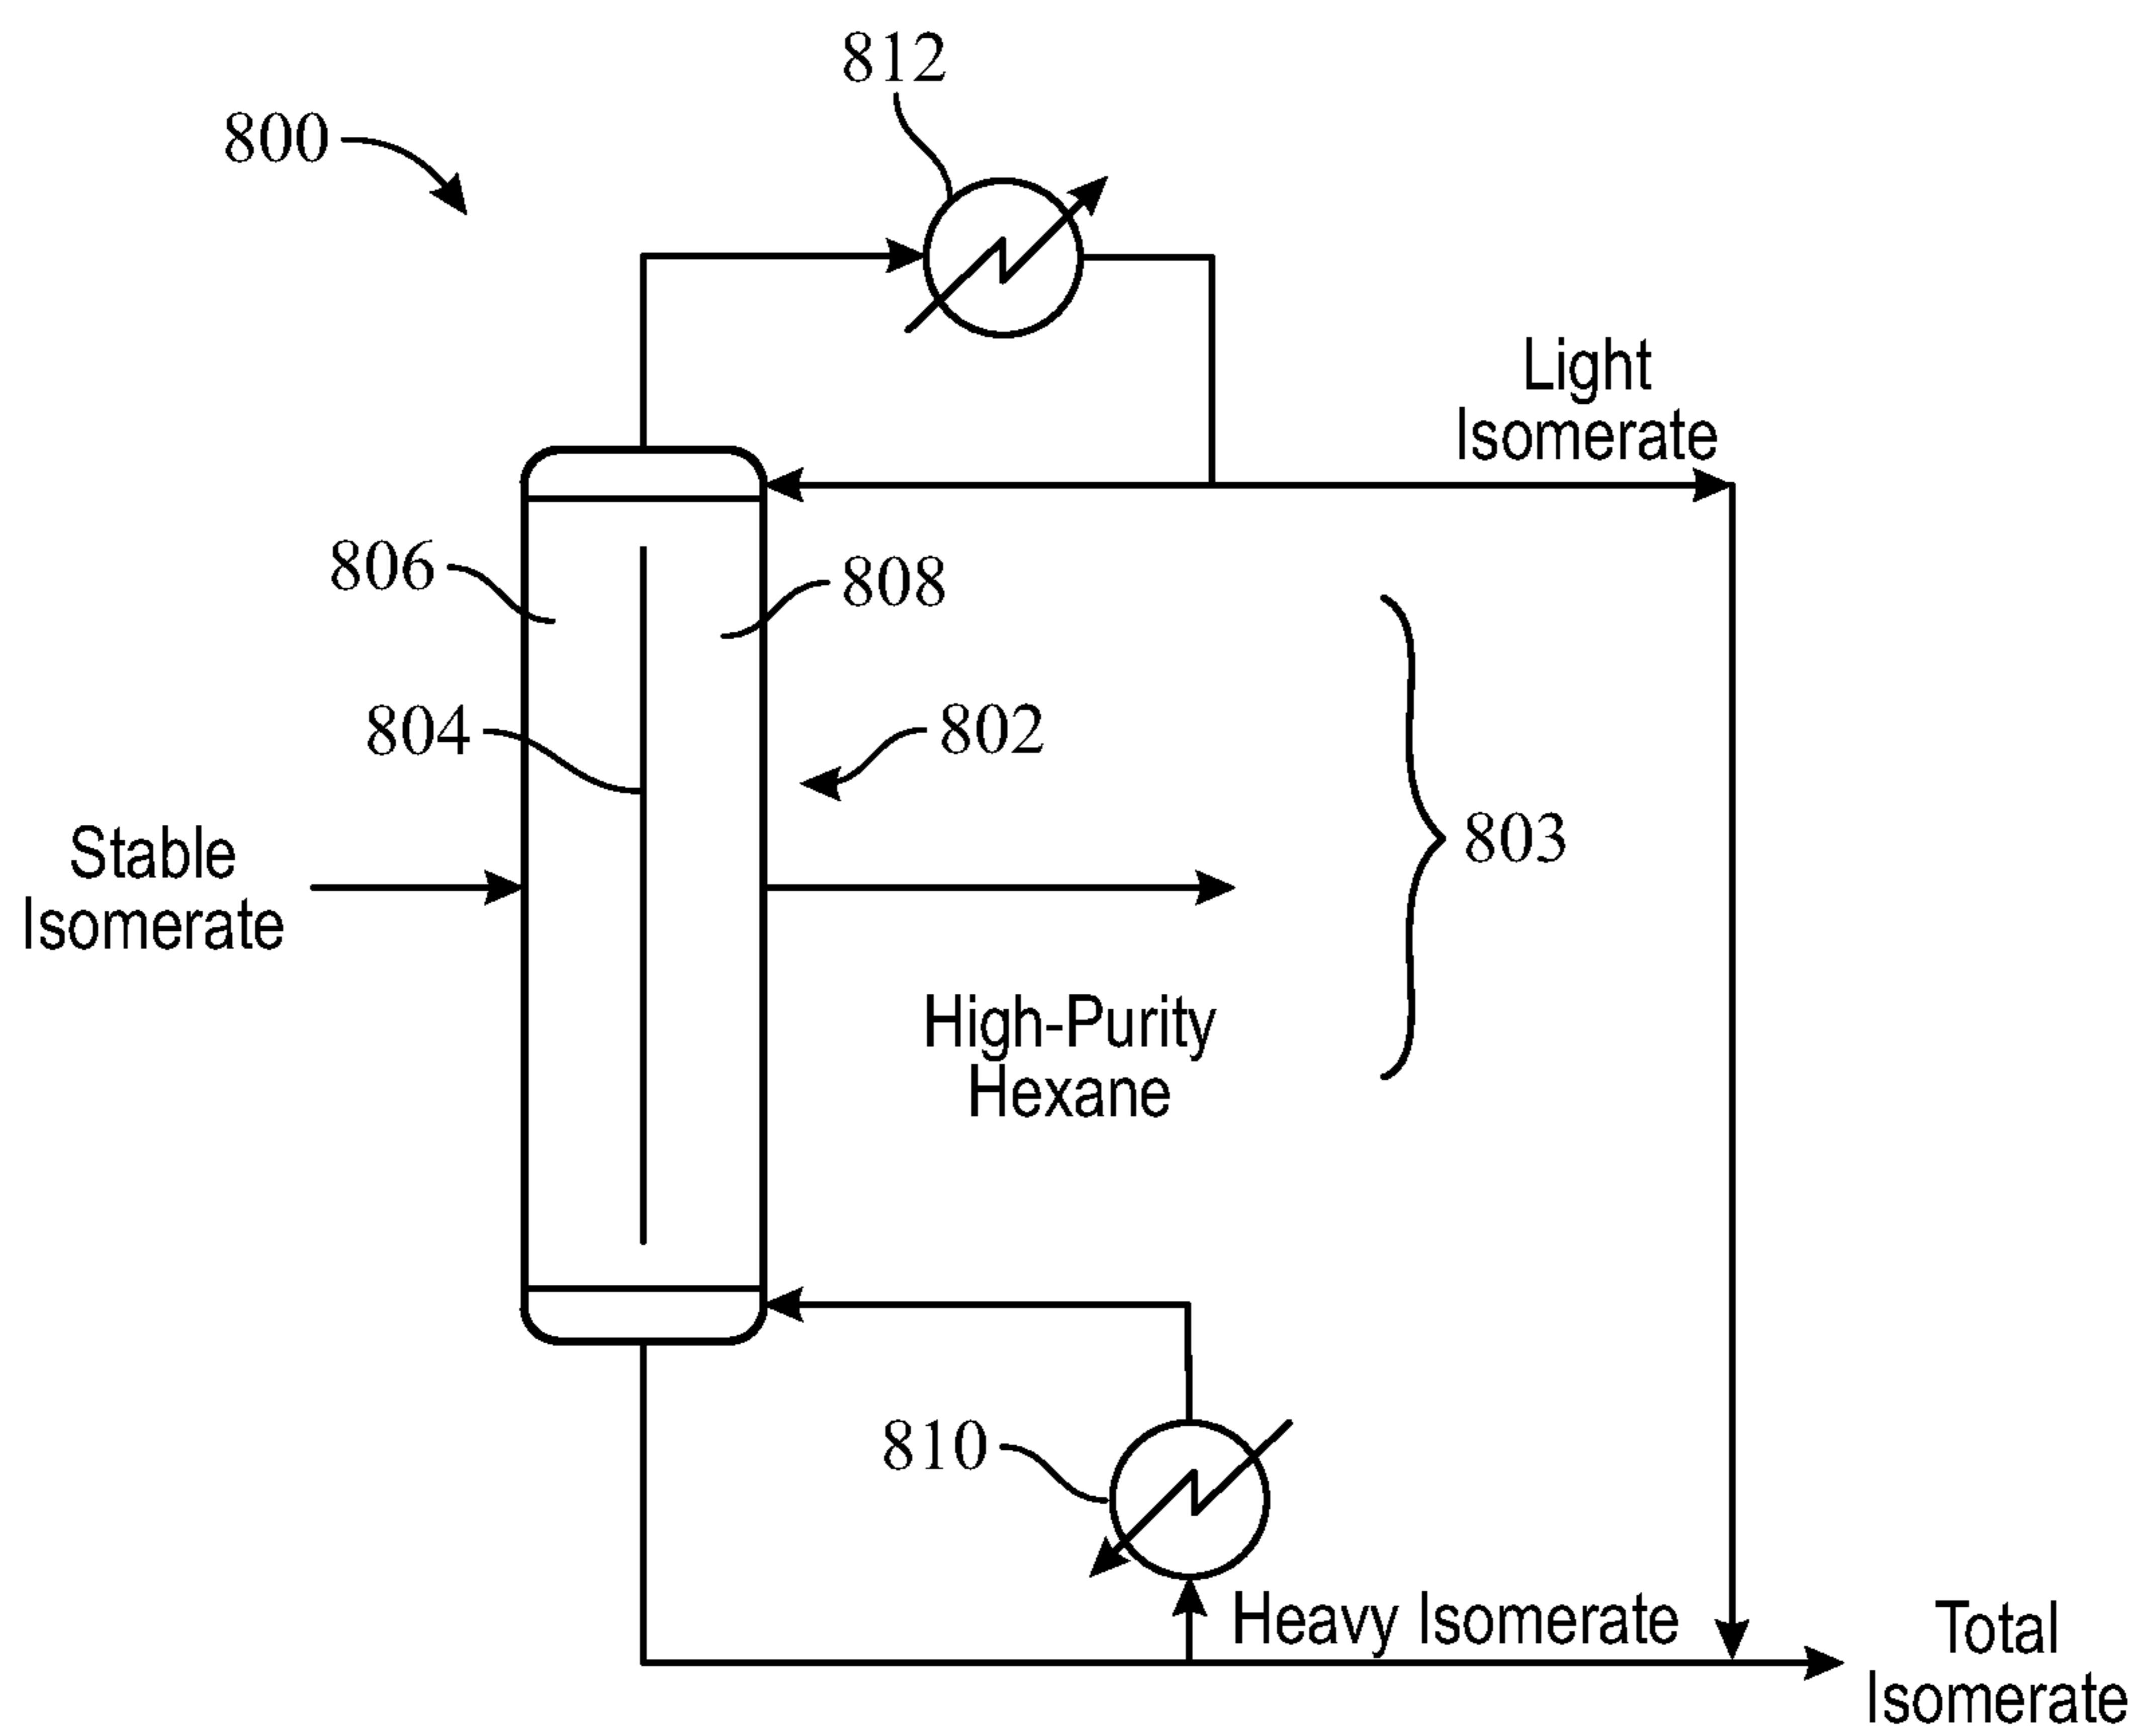 812
800
Light
Isomerate
806
808
804
802
803
Stable
Isomerate
High-Purity
Hexane
810
Heavy Isomerate
Total
Isomerate